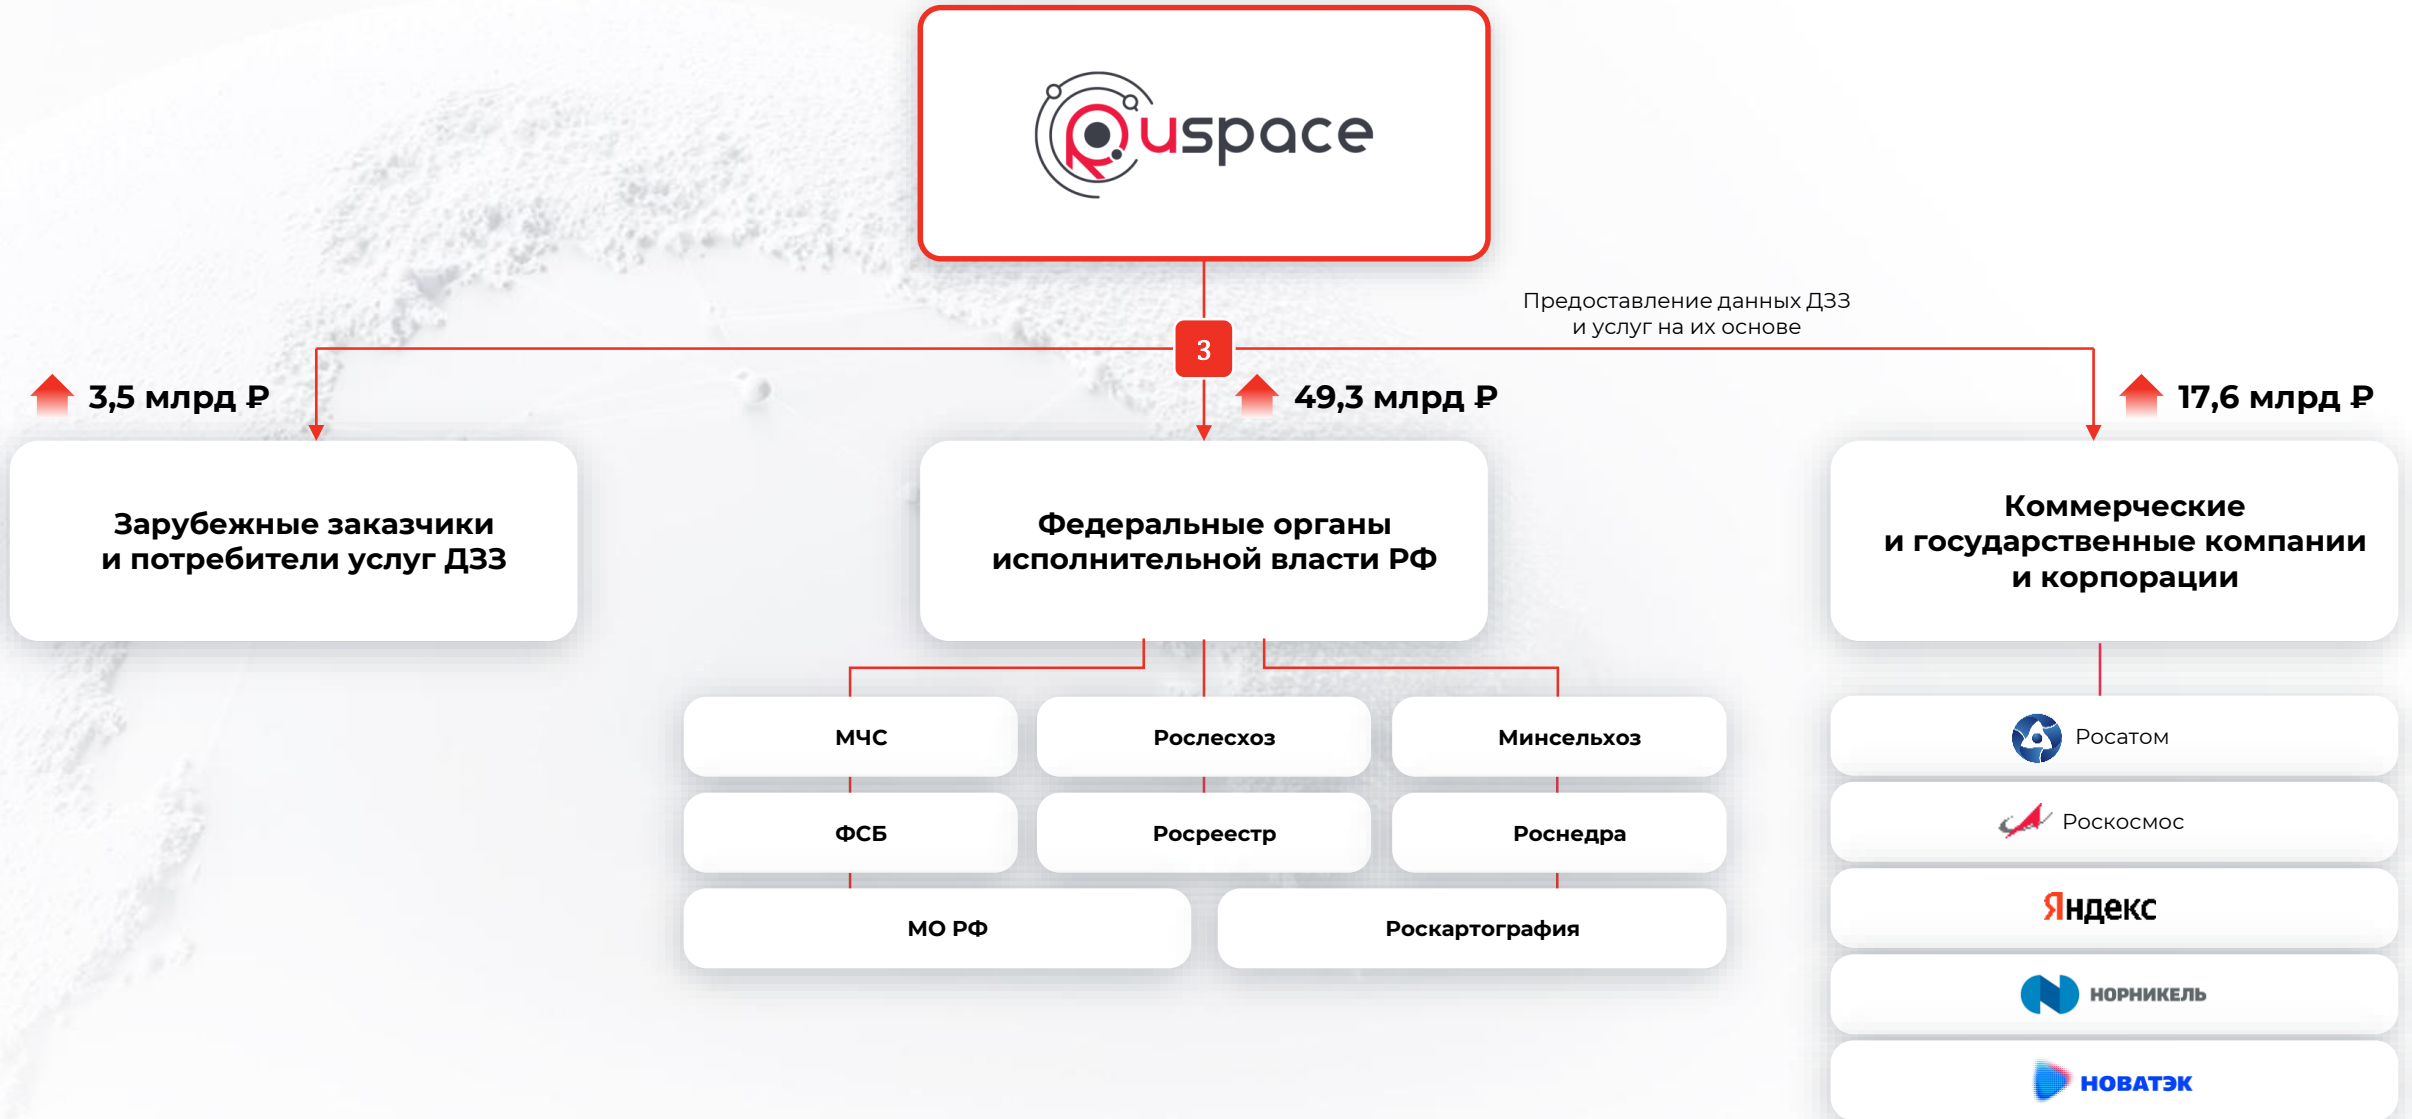 Ruspace
Предоставление данных ДЗЗ
и услуг на их основе
3
3,5 млрд ₽
49,3 млрд ₽
17,6 млрд ₽
Зарубежные заказчики
и потребители услуг ДЗЗ
Федеральные органы
исполнительной власти РФ
Коммерческие
и государственные компании
и корпорации
МЧС
Рослесхоз
Минсельхоз
ФСБ
Росреестр
Роснедра
МО РФ
Роскартография
Росатом
Роскосмос
Яндекс
НОРНИКЕЛЬ
НОВАТЭК